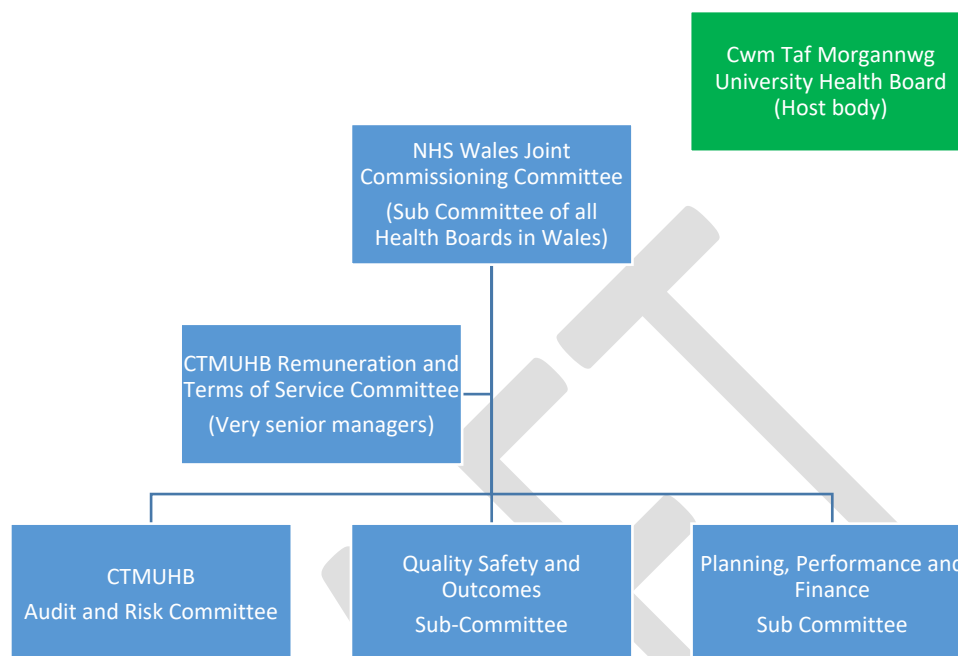 Cwm Taf Morgannwg
University Health Board
(Host body)
NHS Wales Joint
Commissioning Committee
(Sub Committee of all
Health Boards in Wales)
CTMUHB Remuneration and
Terms of Service Committee
(Very senior managers)
CTMUHB
Audit and Risk Committee
Quality Safety and
Outcomes
Sub-Committee
Planning, Performance and
Finance
Sub Committee